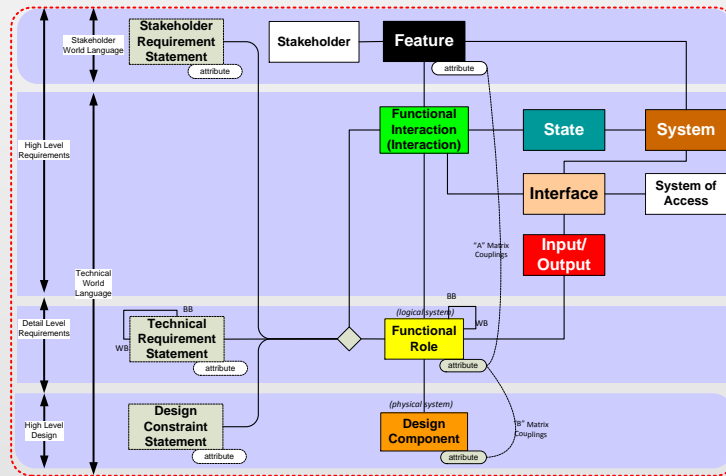 Stakeholder
World Language
Stakeholder
Requirement
Statement
attribute
Stakeholder
Feature
attribute
High Level
Requirements
Functional
Interaction
(Interaction)
State
System
Interface
System of
Access
"A" Matrix
Couplings
Input/
Output
Technical
World
Language
Detail Level
Requirements
BB
WB
Technical
Requirement
Statement
attribute
(logical system)
BB
WB
Functional
Role
attribute
High Level
Design
Design
Constraint
Statement
attribute
(physical system)
Design
Component
attribute
"B" Matrix
Couplings